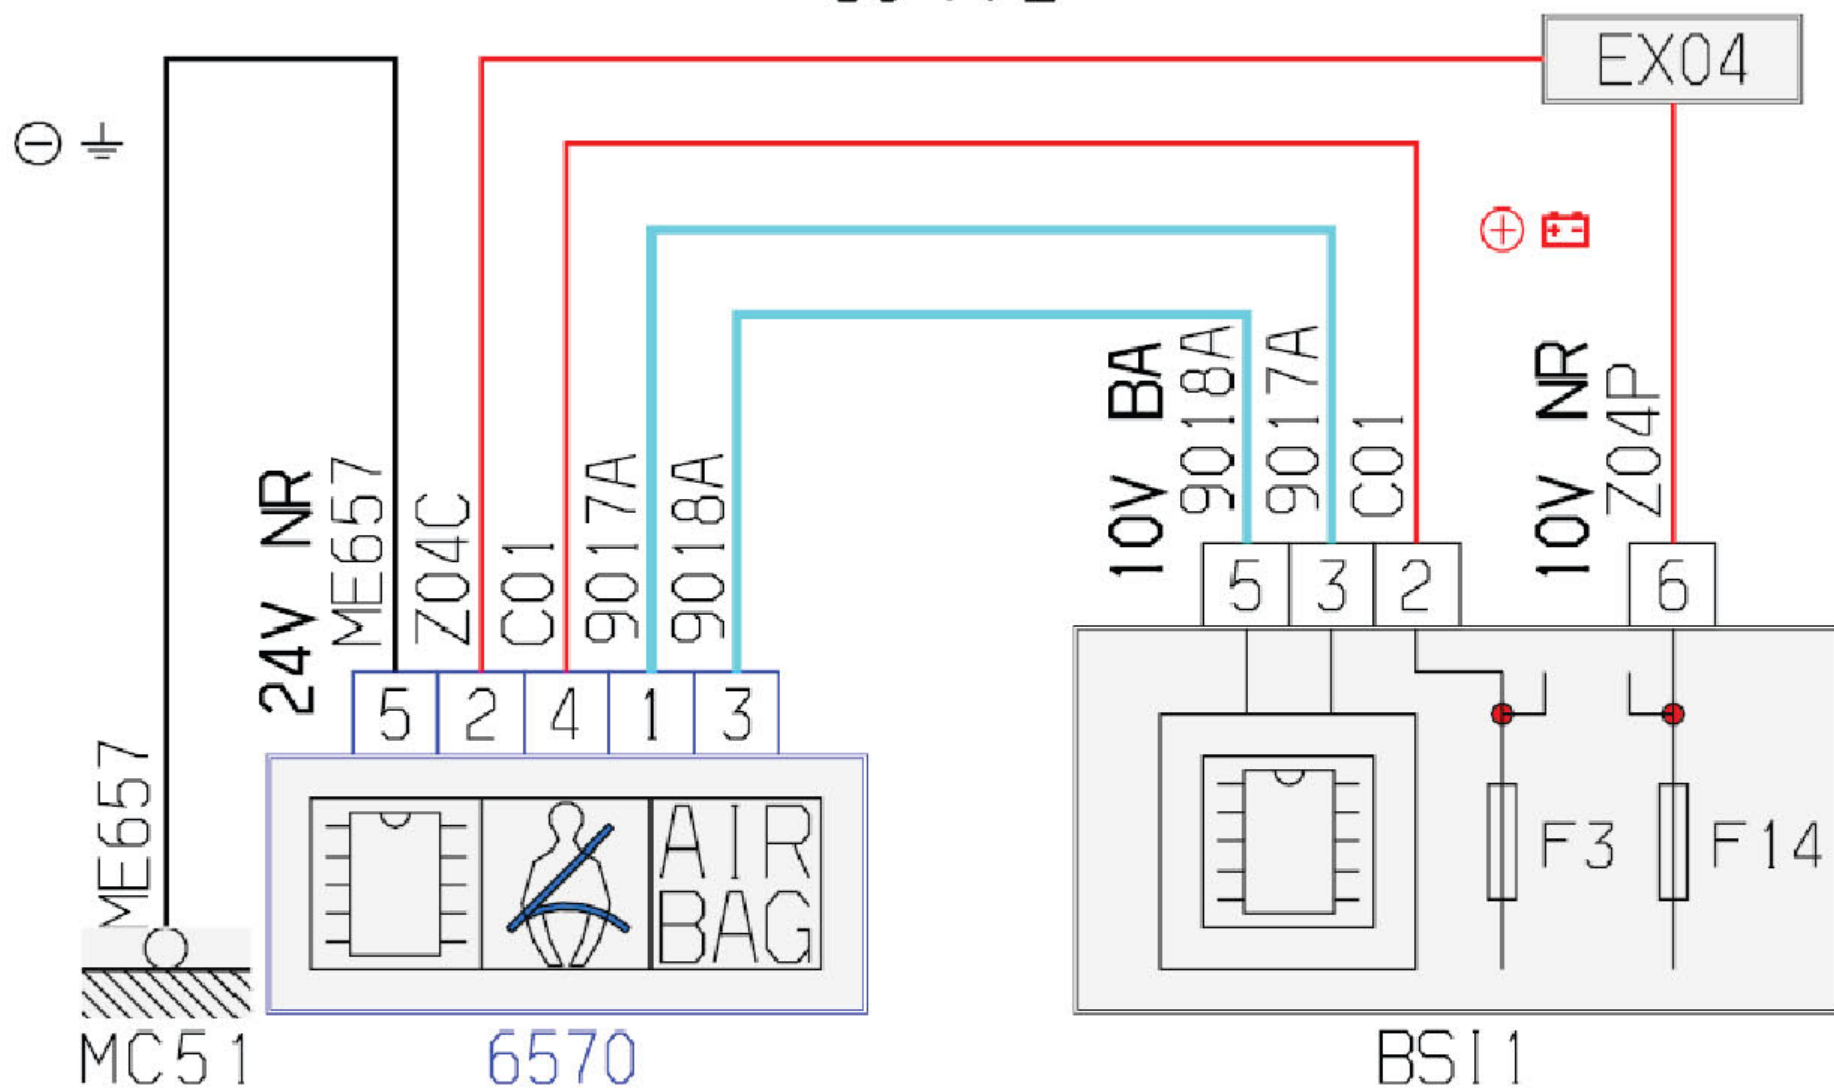 EX04
24V NR
ME657
Z04C
C01
9017A
9018A
10V BA
9018A
9017A
C01
10V NR
Z04P
5 3 2
6
5 2 4 1 3
ME657
AIR
BAG
F3
F14
MC51
6570
BSI1